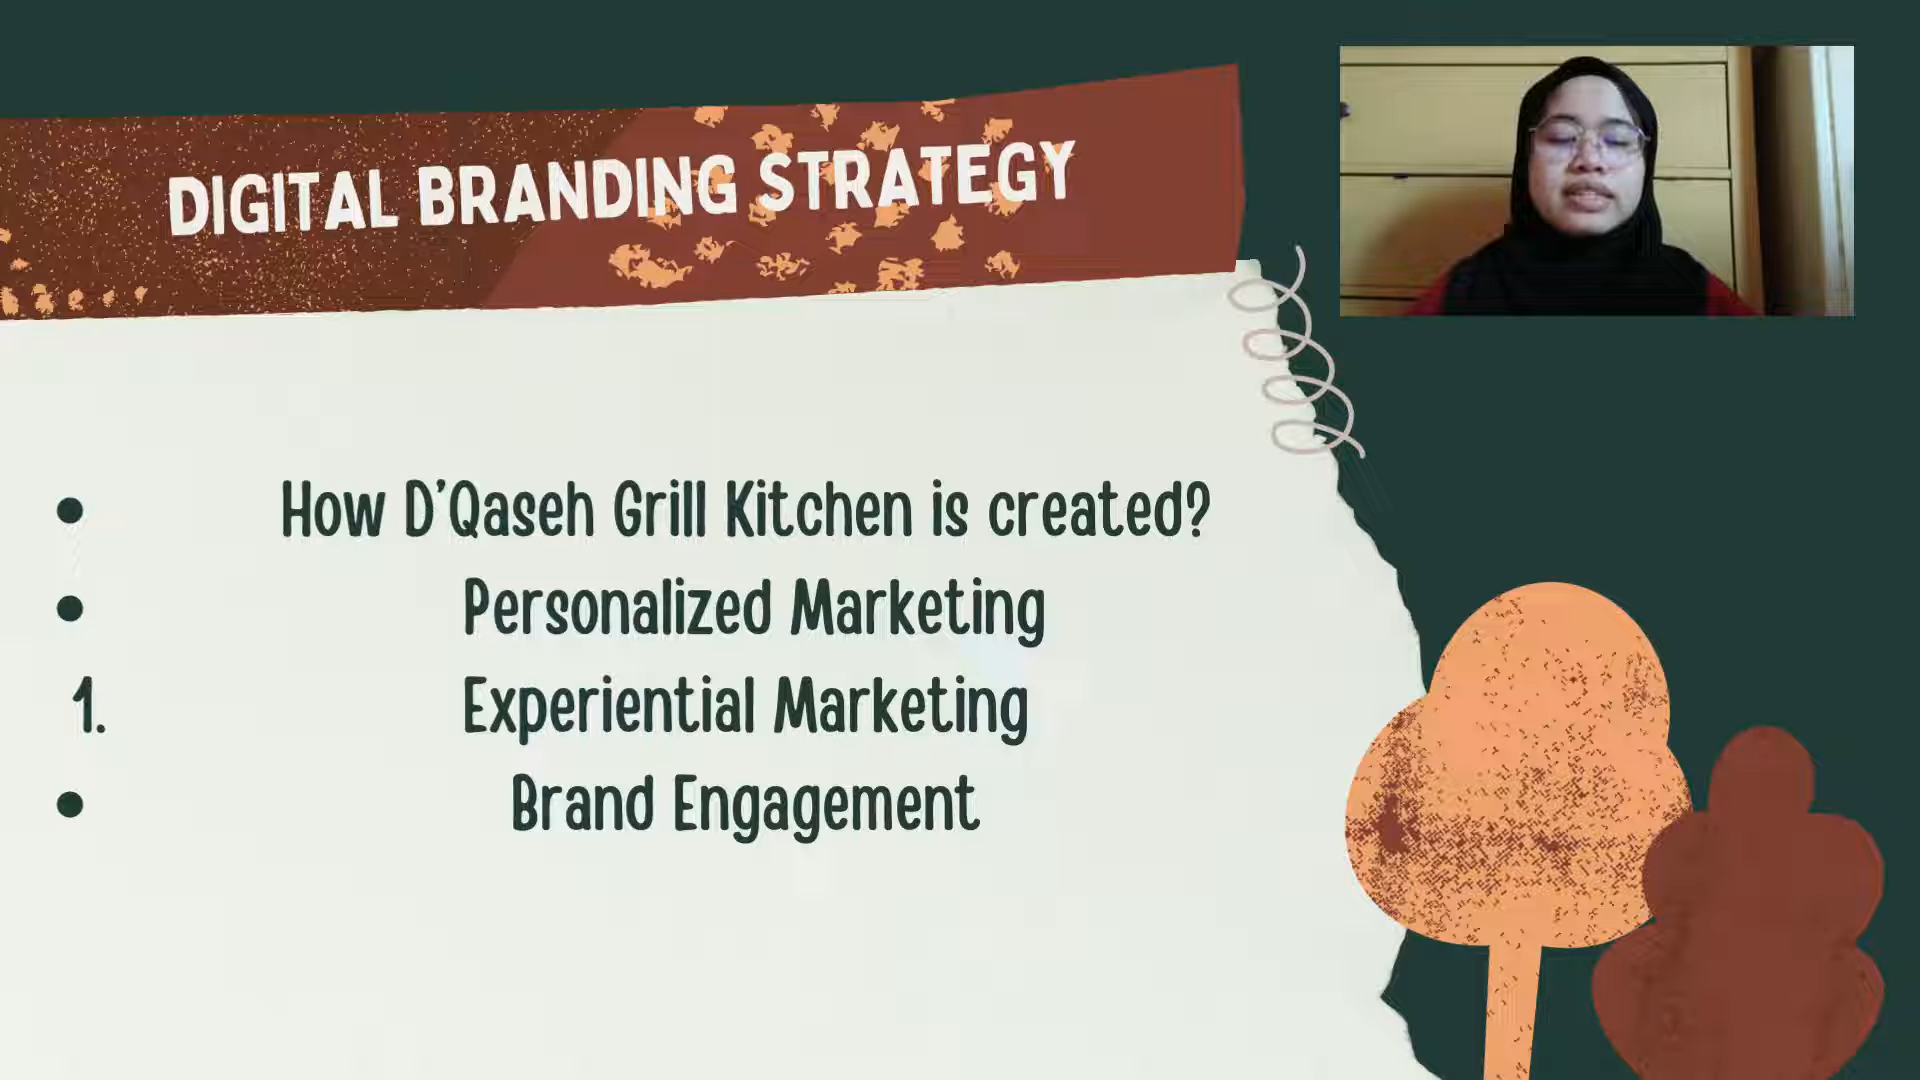 DIGITAL BRANDING STRATEGY
• How D'Qaseh Grill Kitchen is created?
• Personalized Marketing
1. Experiential Marketing
• Brand Engagement